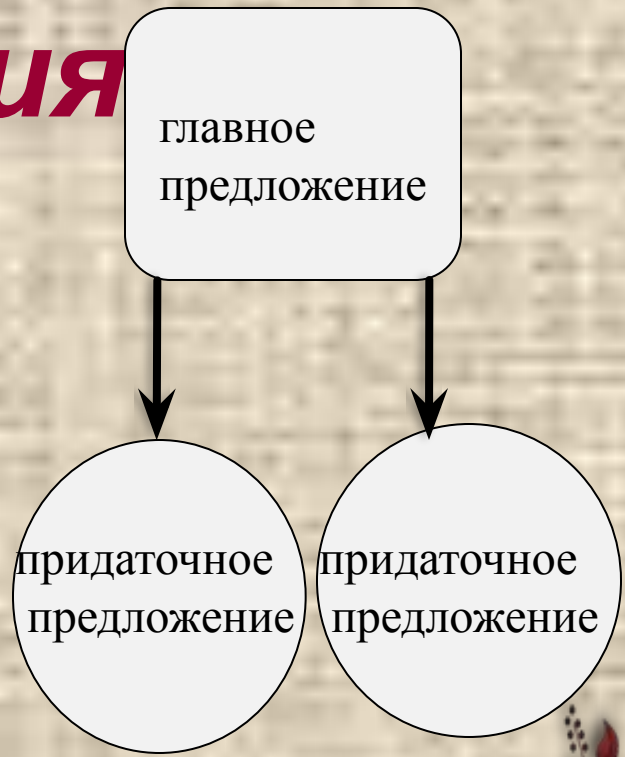 ия
главное
предложение
придаточное
предложение
придаточное
предложение